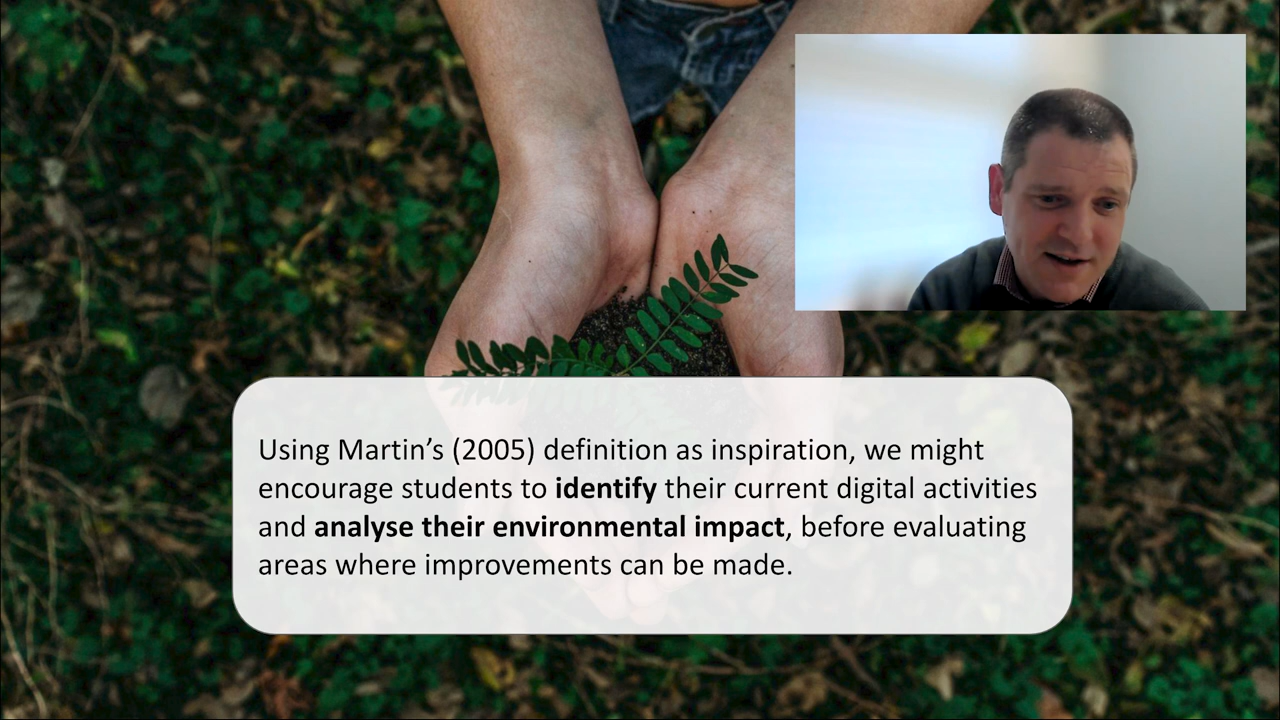 Using Martin’s (2005) definition as inspiration, we might
encourage students to identify their current digital activities
and analyse their environmental impact, before evaluating
areas where improvements can be made.